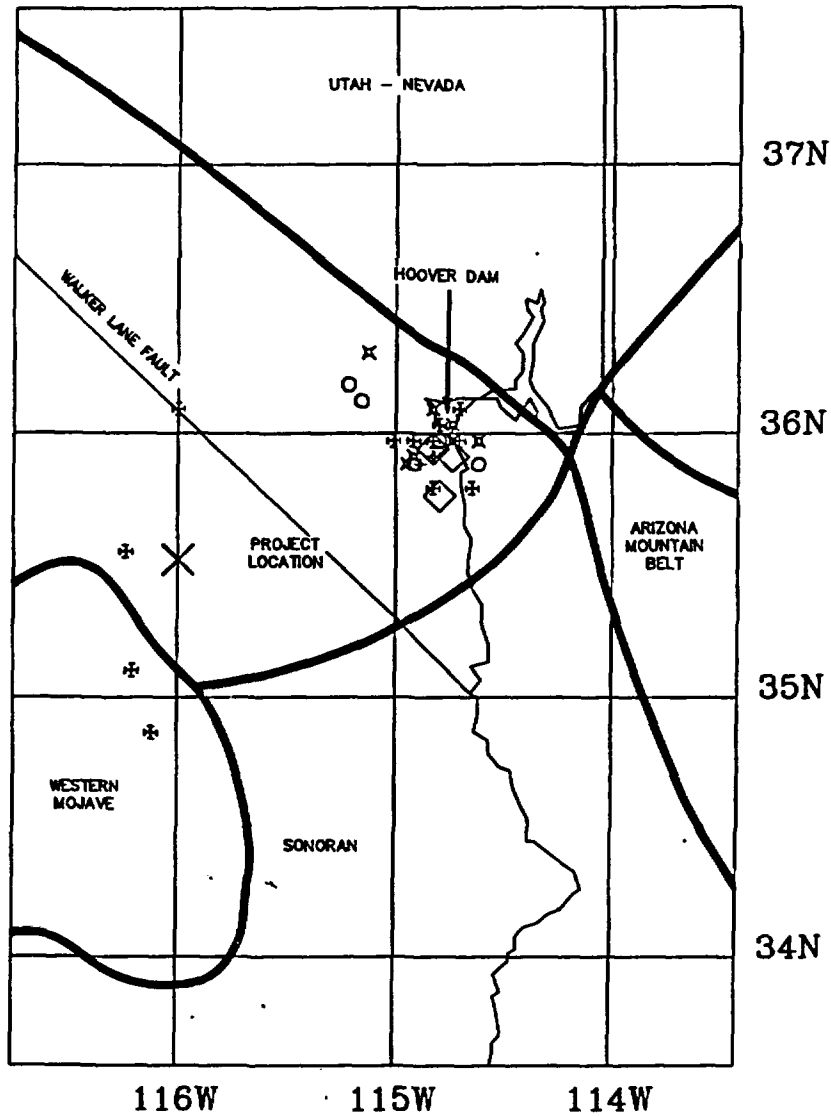 UTAH - NEVADA
37N
HOOVER DAM
WALKER LANE FAULT
36N
PROJECT
LOCATION
ARIZONA
MOUNTAIN
BELT
35N
WESTERN
MOJAVE
SONORAN
34N
116W
115W
114W